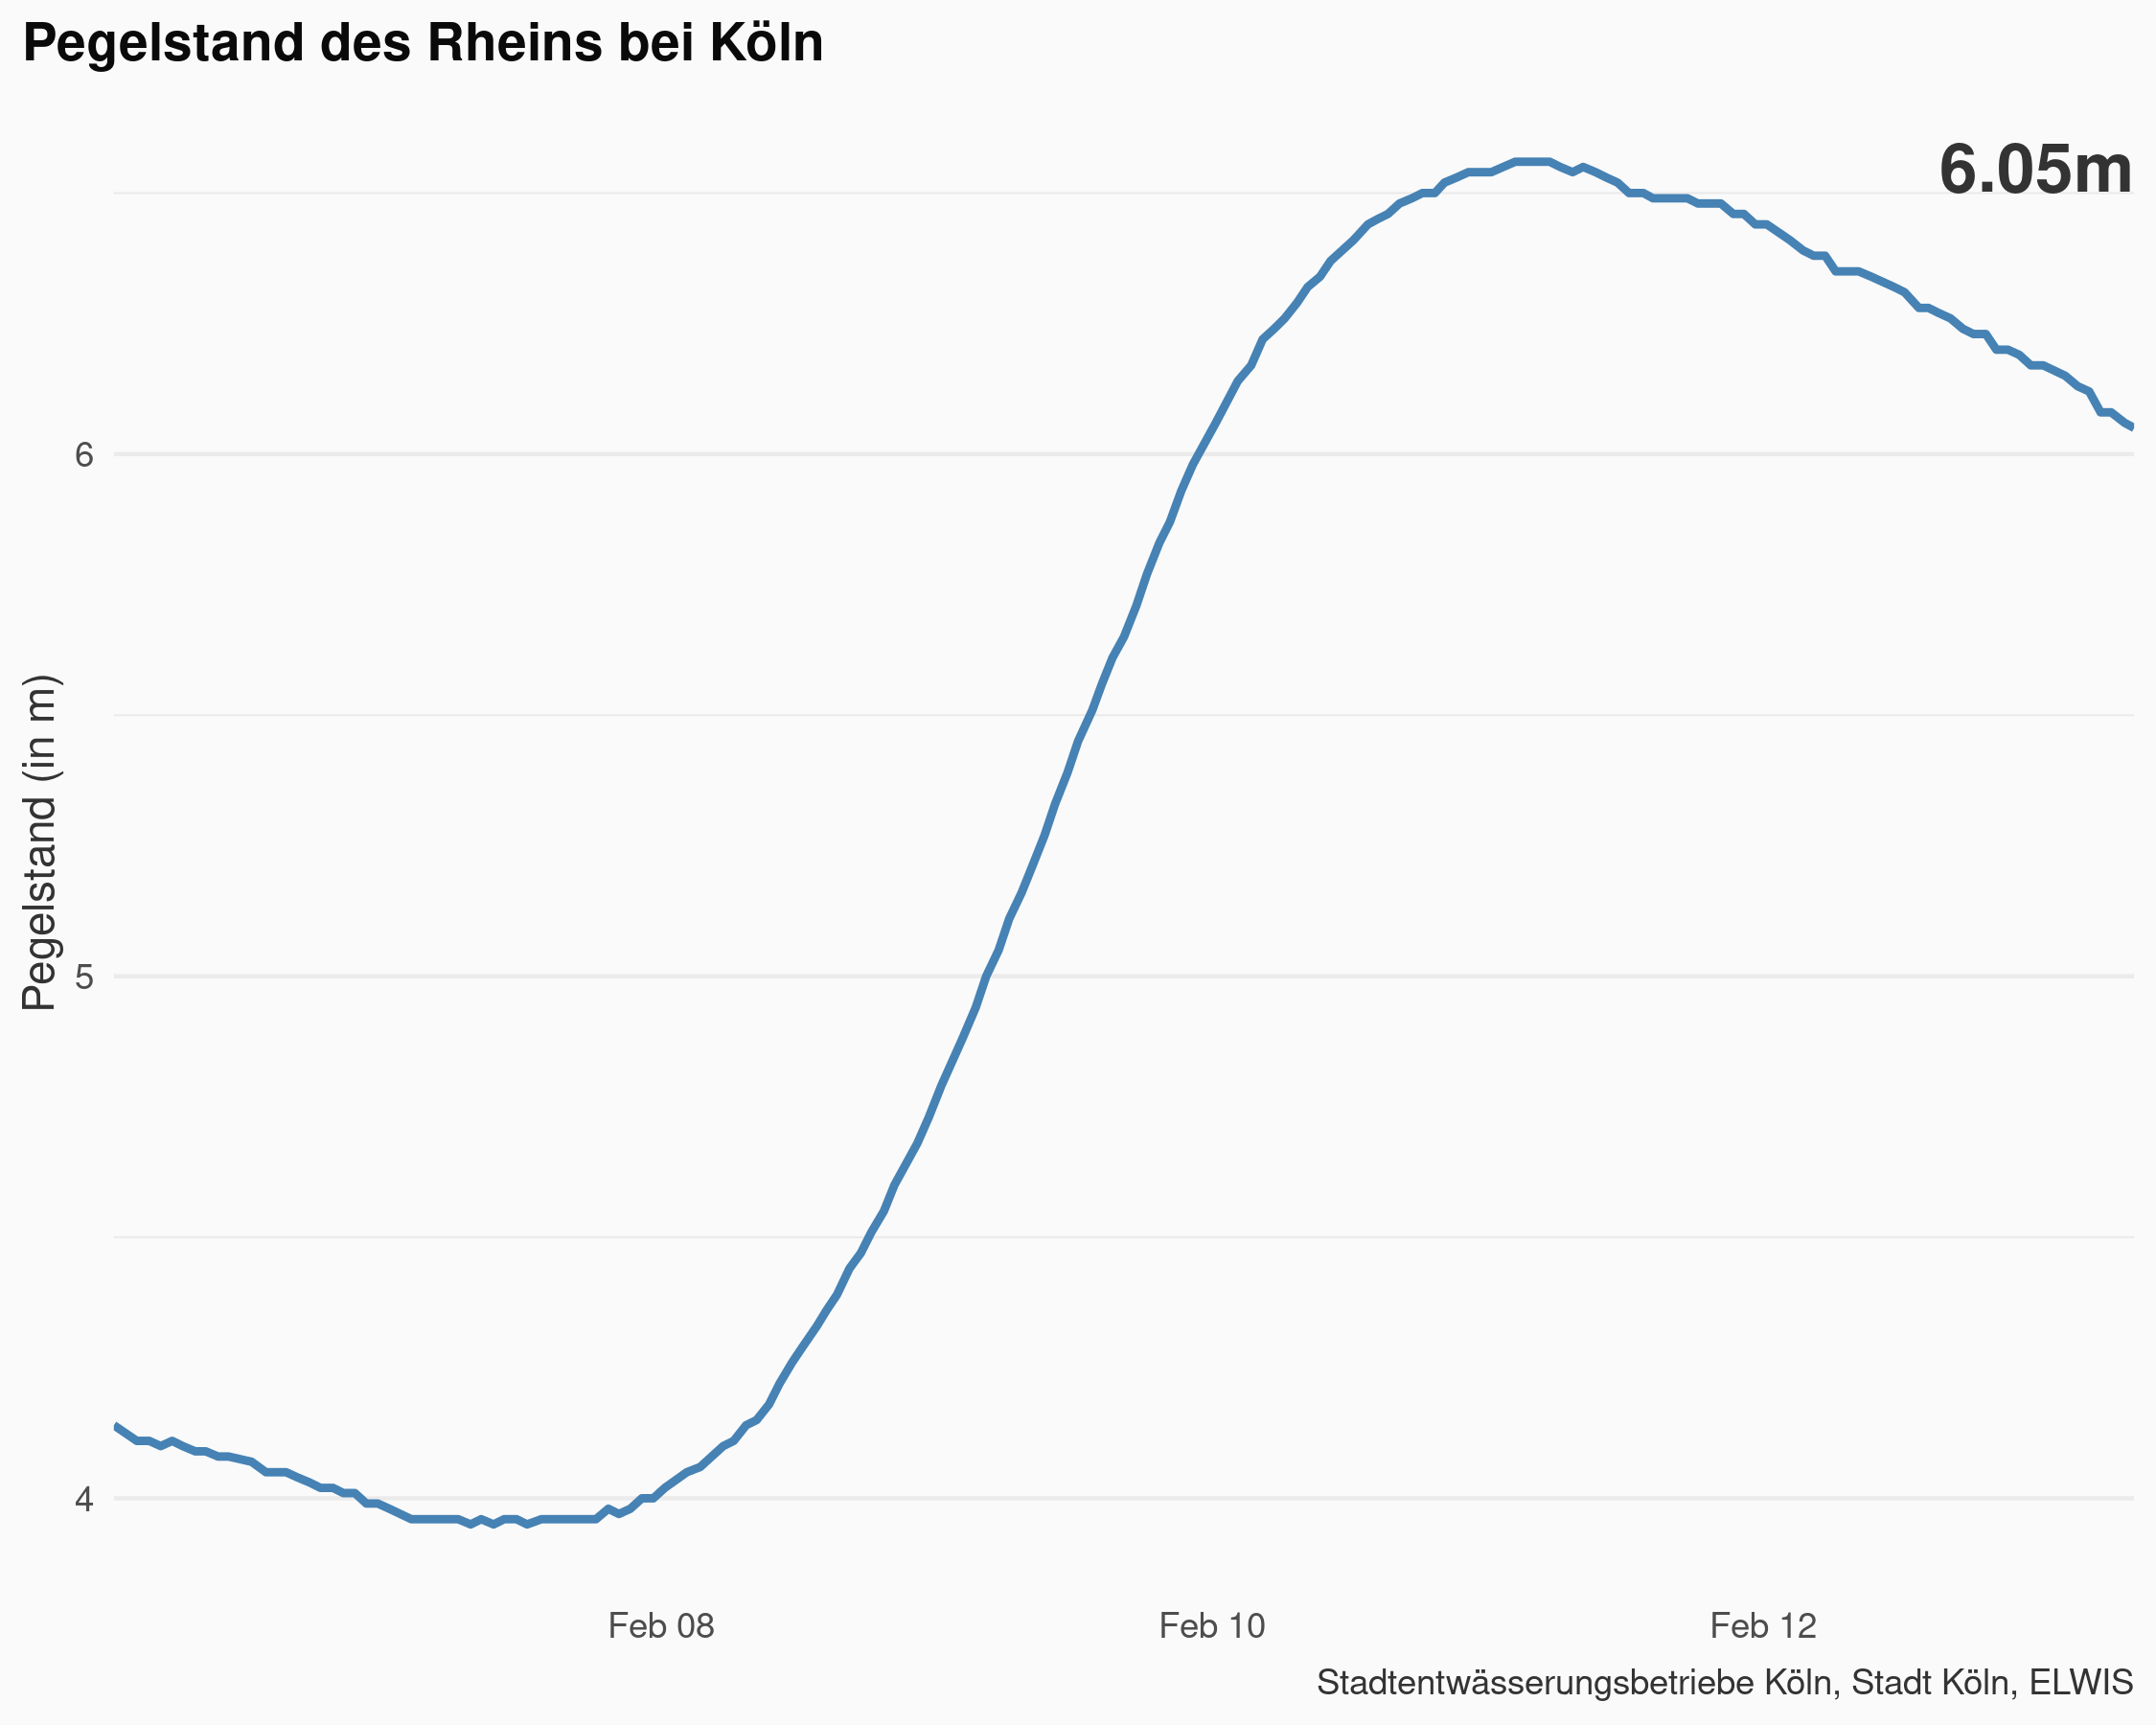 Pegelstand des Rheins bei Köln
6.05m
Pegelstand (in m)
6
5
4
Feb 08
Feb 10
Feb 12
Stadtentwässerungsbetriebe Köln, Stadt Köln, ELWIS